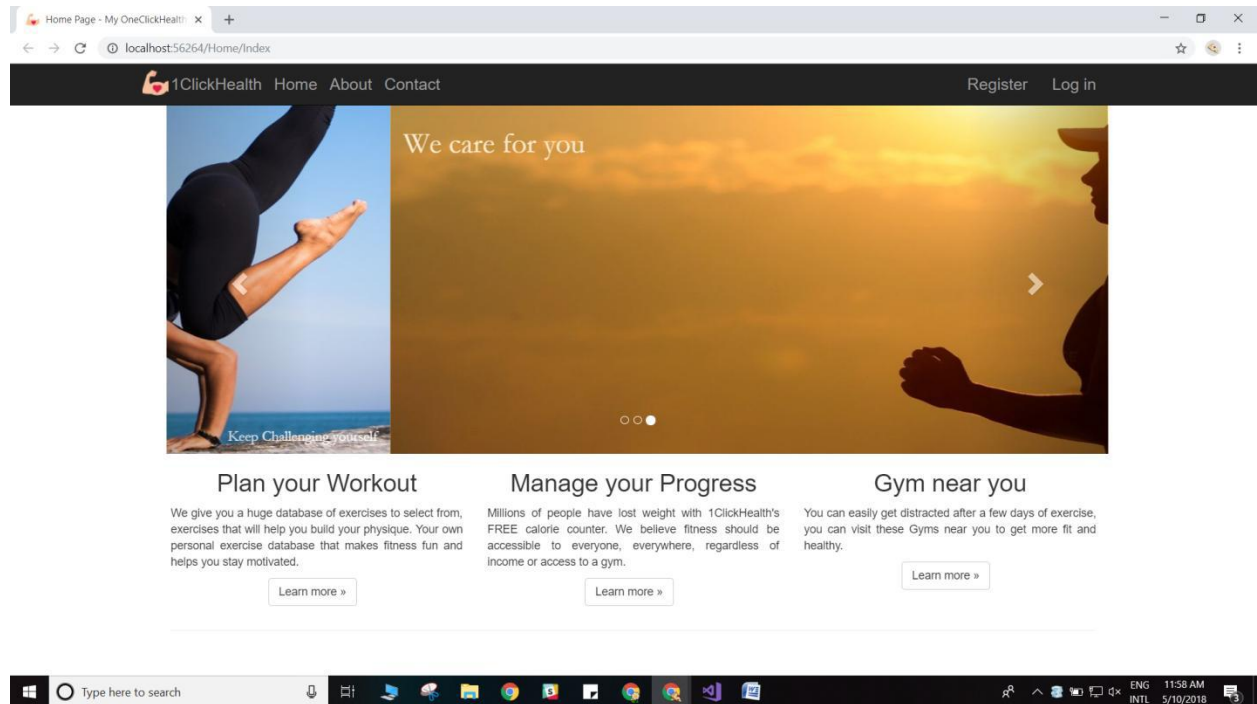 Home Page - My OneClickHealth
localhost:56264/Home/Index
1ClickHealth Home About Contact Register Log in
We care for you
Keep Challenging yourself
Plan your Workout
We give you a huge database of exercises to select from,
exercises that will help you build your physique. Your own
personal exercise database that makes fitness fun and
helps you stay motivated.
Learn more »
Manage your Progress
Millions of people have lost weight with 1ClickHealth's
FREE calorie counter. We believe fitness should be
accessible to everyone, everywhere, regardless of
income or access to a gym.
Learn more »
Gym near you
You can easily get distracted after a few days of exercise,
you can visit these Gyms near you to get more fit and
healthy.
Learn more »
Type here to search
ENG
INTL
11:58 AM
5/10/2018
3